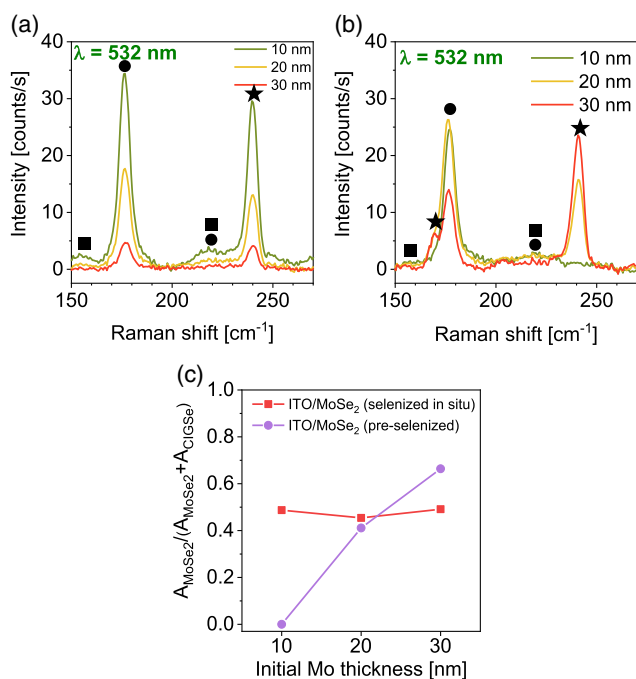 (a)
λ = 532 nm
10 nm
20 nm
30 nm
Intensity [counts/s]
40
30
20
10
0
150
200
250
Raman shift [cm⁻¹]
(b)
λ = 532 nm
10 nm
20 nm
30 nm
Intensity [counts/s]
40
30
20
10
0
150
200
250
Raman shift [cm⁻¹]
(c)
ITO/MoSe₂ (selenized in situ)
ITO/MoSe₂ (pre-selenized)
A_MoSe2/(A_MoSe2+A_CIGSe)
1.0
0.8
0.6
0.4
0.2
0.0
10
20
30
Initial Mo thickness [nm]